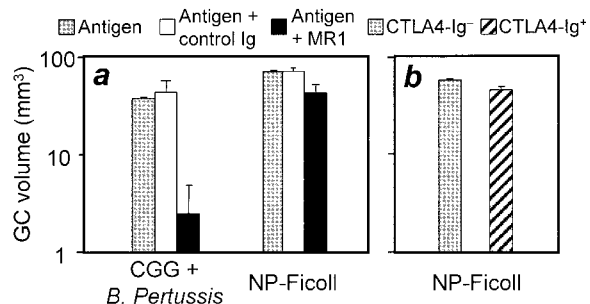 Antigen
Antigen +
control Ig
Antigen
+ MR1
CTLA4-Ig⁻
CTLA4-Ig⁺
GC volume (mm³)
100
10
1
a
b
CGG +
B. Pertussis
NP-Ficoll
NP-Ficoll